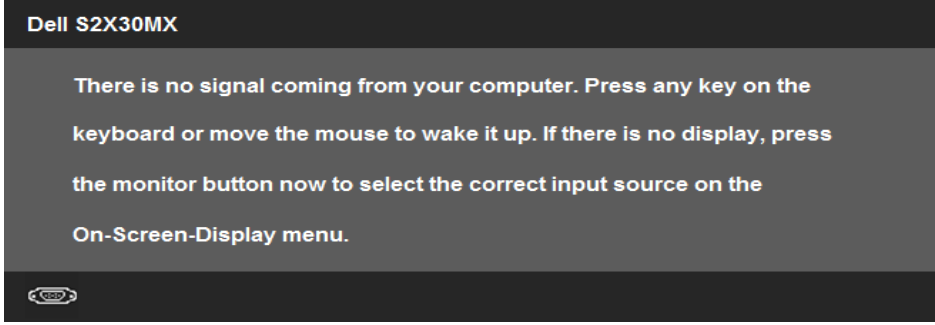 Dell S2X30MX
There is no signal coming from your computer. Press any key on the
keyboard or move the mouse to wake it up. If there is no display, press
the monitor button now to select the correct input source on the
On-Screen-Display menu.